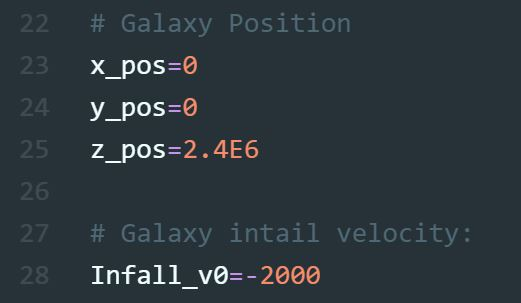 22 # Galaxy Position
23 x_pos=0
24 y_pos=0
25 z_pos=2.4E6
26
27 # Galaxy intail velocity:
28 Infall_v0=-2000